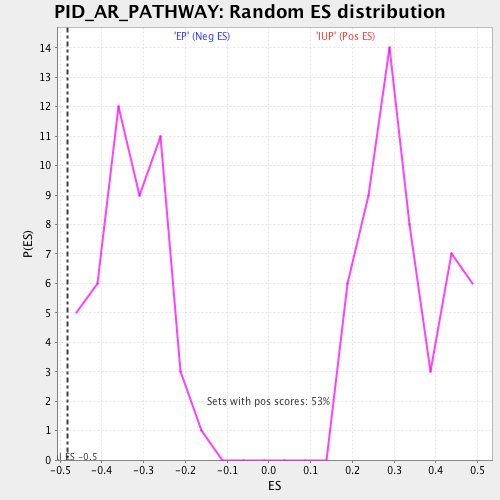 PID_AR_PATHWAY: Random ES distribution
'EP' (Neg ES) 'IUP' (Pos ES)
14
13
12
11
10
9
8
7
6
5
4
3
2
1
0
P(ES)
Sets with pos scores: 53%
ES -0.5
-0.5 -0.4 -0.3 -0.2 -0.1 0.0 0.1 0.2 0.3 0.4 0.5
ES